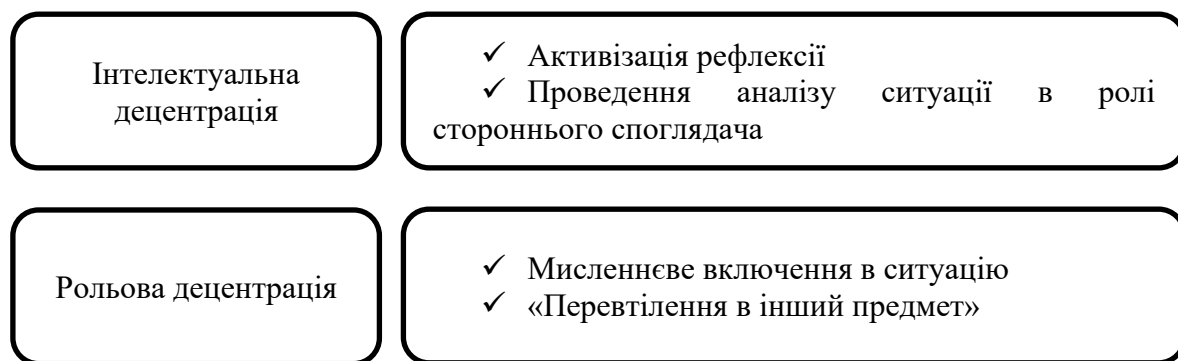 Інтелектуальна
децентрація
✓ Активізація рефлексії
✓ Проведення аналізу ситуації в ролі
стороннього споглядача
Рольова децентрація
✓ Мисленнєве включення в ситуацію
✓ «Перевтілення в інший предмет»